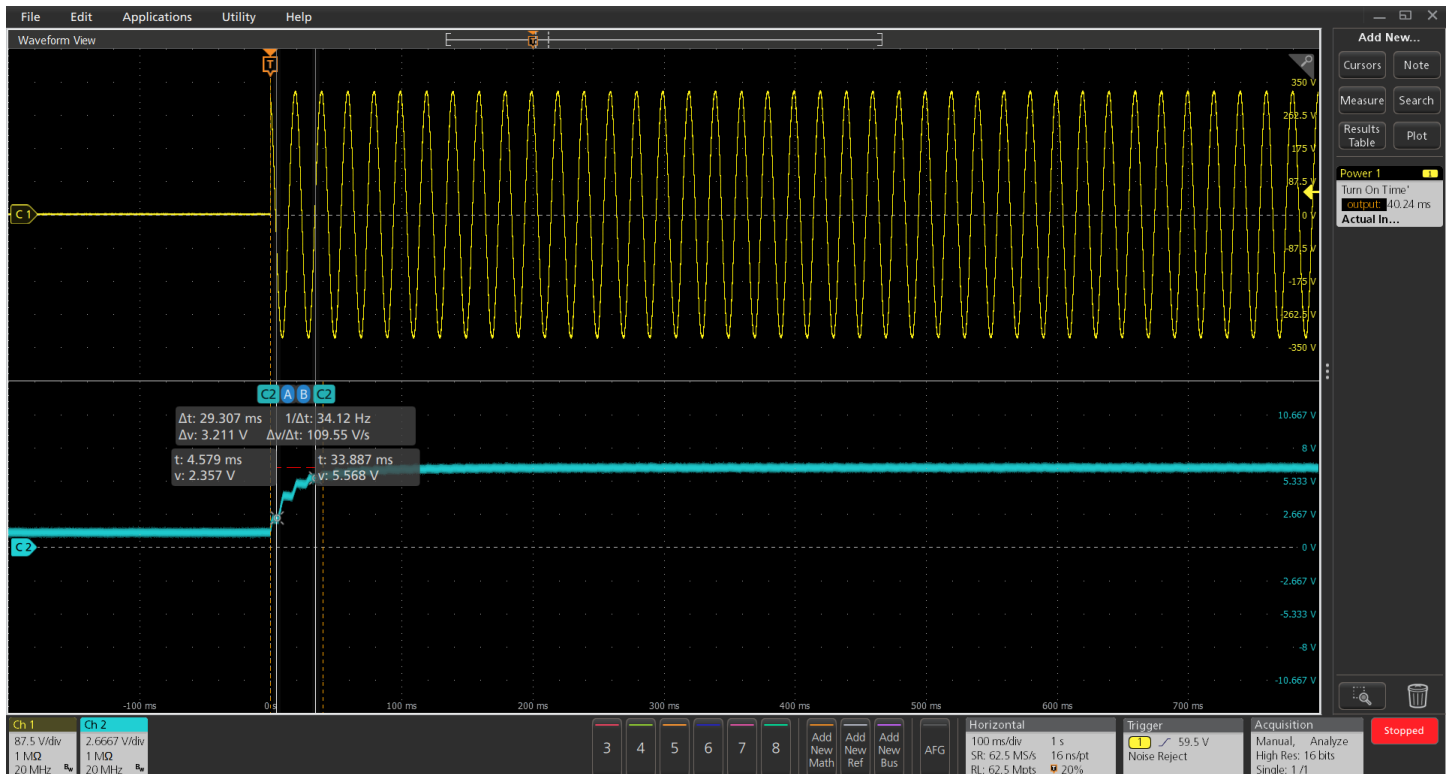 File Edit Applications Utility Help
Waveform View
T
T
350 V
262.5 V
175 V
87.5 V
0 V
-87.5 V
-175 V
-262.5 V
-350 V
C 1
C2 A B C2
Δt: 29.307 ms 1/Δt: 34.12 Hz
Δv: 3.211 V Δv/Δt: 109.55 V/s
t: 4.579 ms
v: 2.357 V
t: 33.887 ms
v: 5.568 V
10.667 V
8 V
5.333 V
2.667 V
0 V
-2.667 V
-5.333 V
-8 V
-10.667 V
C 2
-100 ms 0 s 100 ms 200 ms 300 ms 400 ms 500 ms 600 ms 700 ms
Add New...
Cursors Note
Measure Search
Results Table Plot
Power 1 1
Turn On Time'
output: 40.24 ms
Actual In...
Ch 1
87.5 V/div
1 MΩ
20 MHz Bw
Ch 2
2.6667 V/div
1 MΩ
20 MHz Bw
3 4 5 6 7 8
Add New Math
Add New Ref
Add New Bus
AFG
Horizontal
100 ms/div 1 s
SR: 62.5 MS/s 16 ns/pt
RL: 62.5 Mpts T 20%
Trigger
1 59.5 V
Noise Reject
Acquisition
Manual, Analyze
High Res: 16 bits
Single: 1 /1
Stopped